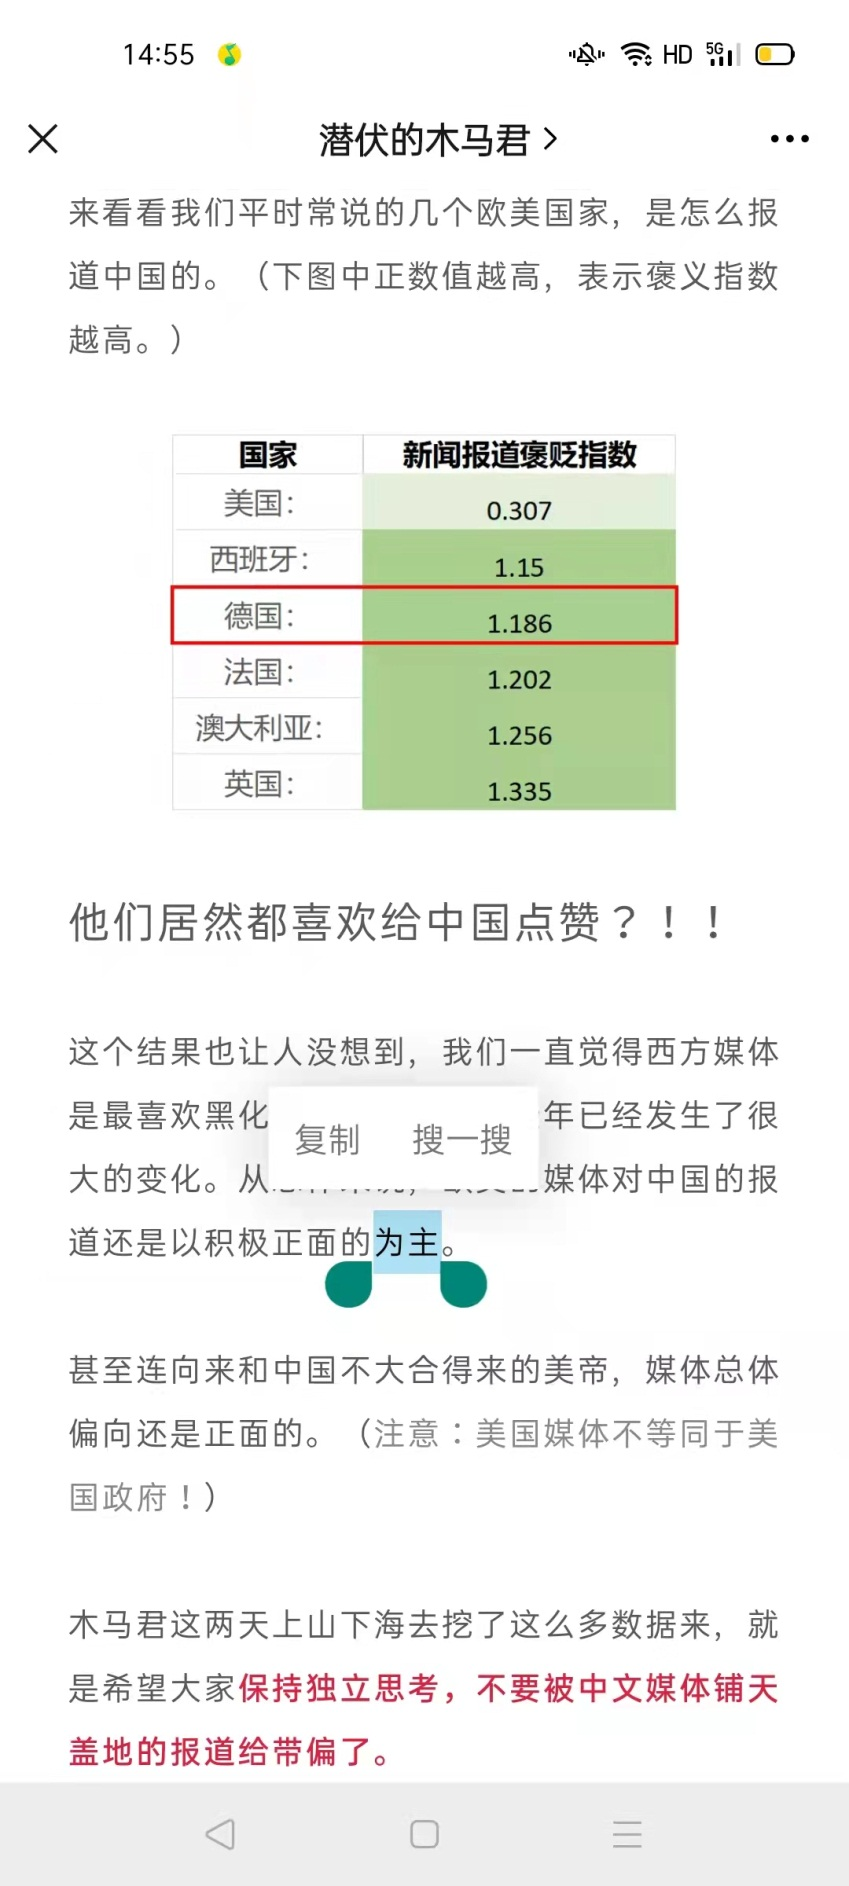 14:55 HD 5G
潜伏的木马君
来看看我们平时常说的几个欧美国家，是怎么报
道中国的。（下图中正数值越高，表示褒义指数
越高。）
国家 新闻报道褒贬指数
美国： 0.307
西班牙： 1.15
德国： 1.186
法国： 1.202
澳大利亚： 1.256
英国： 1.335
他们居然都喜欢给中国点赞？！！
这个结果也让人没想到，我们一直觉得西方媒体
是最喜欢黑化 年已经发生了很
复制 搜一搜
大的变化。从 媒体对中国的报
道还是以积极正面的为主。
甚至连向来和中国不大合得来的美帝，媒体总体
偏向还是正面的。（注意：美国媒体不等同于美
国政府！）
木马君这两天上山下海去挖了这么多数据来，就
是希望大家保持独立思考，不要被中文媒体铺天
盖地的报道给带偏了。